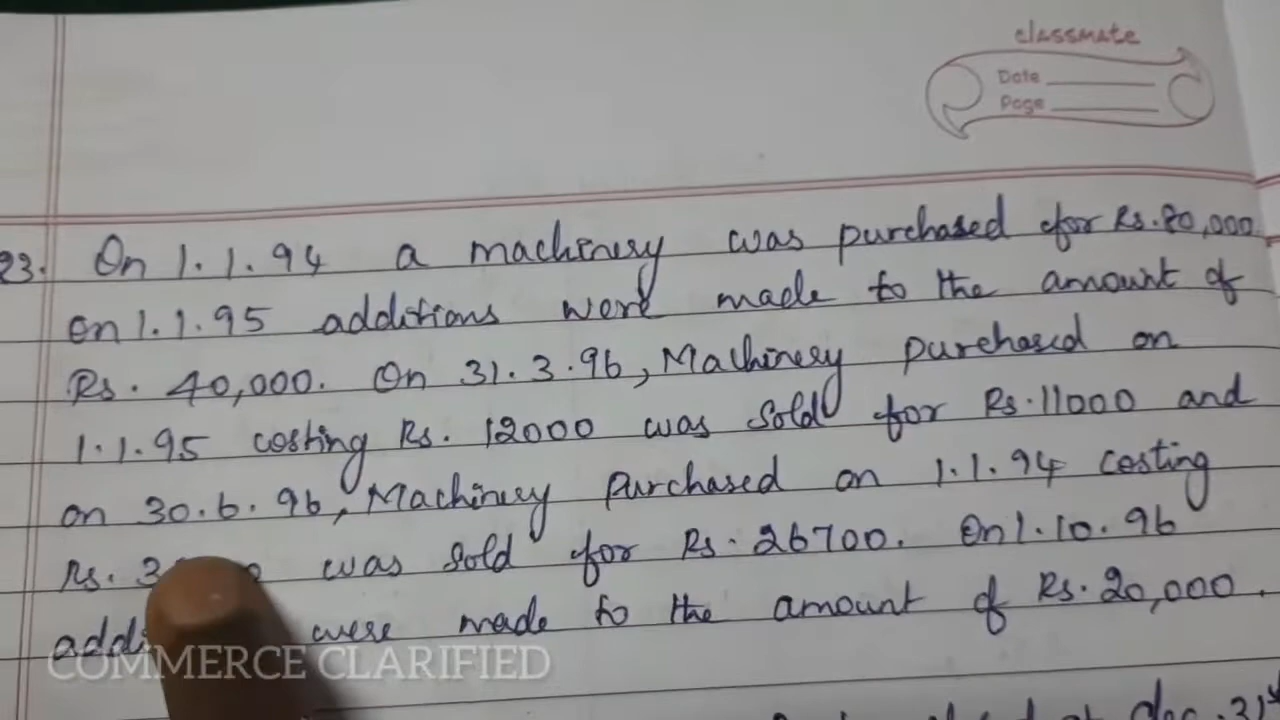 classmate
Date
Page
23. On 1.1.94 a machinery was purchased for Rs. 80,000.
on 1.1.95 additions were made to the amount of
Rs. 40,000. On 31.3.96, Machinery purchased on
1.1.95 costing Rs. 12000 was sold for Rs. 11000 and
on 30.6.96, Machinery purchased on 1.1.94 costing
Rs. was sold for Rs. 26700. On 1.10.96
were made to the amount of Rs. 20,000.
COMMERCE CLARIFIED
dec. 31st